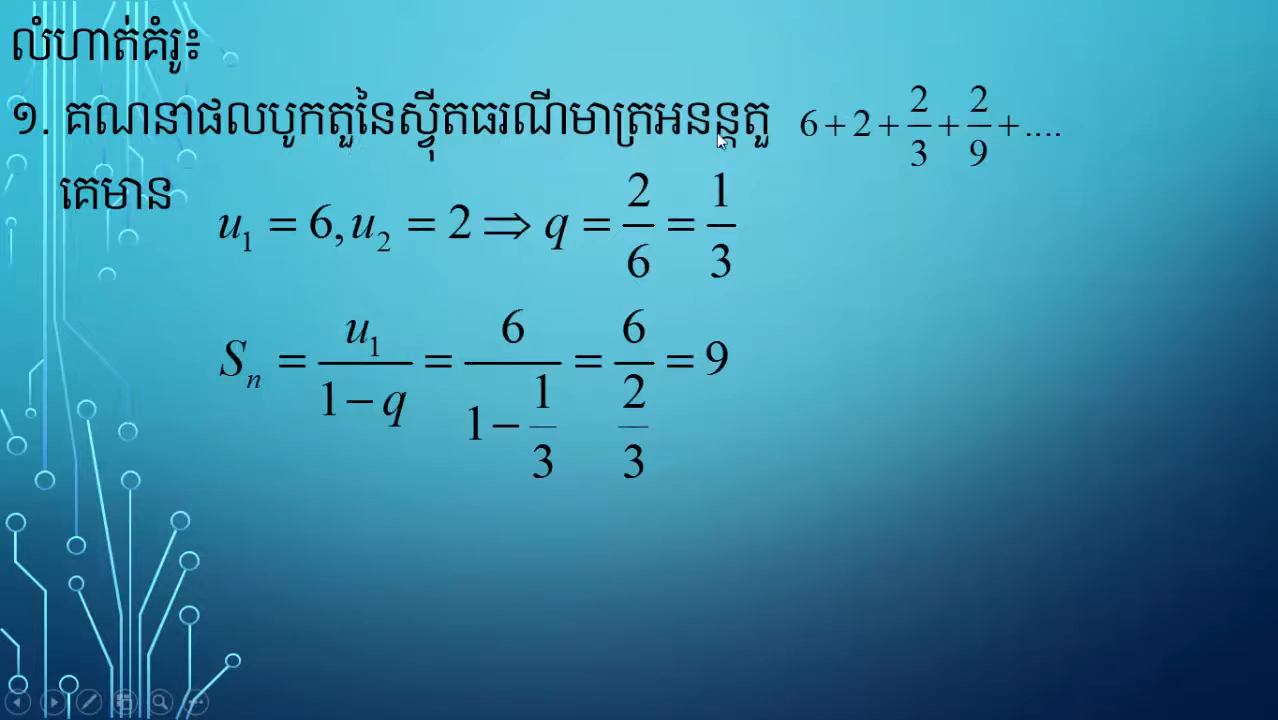 លំហាត់គំរូ៖
១. គណនាផលបូកតួនៃស្វ៊ីតធរណីមាត្រអនន្តតួ 6 + 2 + 2/3 + 2/9 + ....
គេមាន u₁ = 6, u₂ = 2 ⇒ q = 2/6 = 1/3
Sₙ = u₁/(1 − q) = 6/(1 − 1/3) = 6/(2/3) = 9